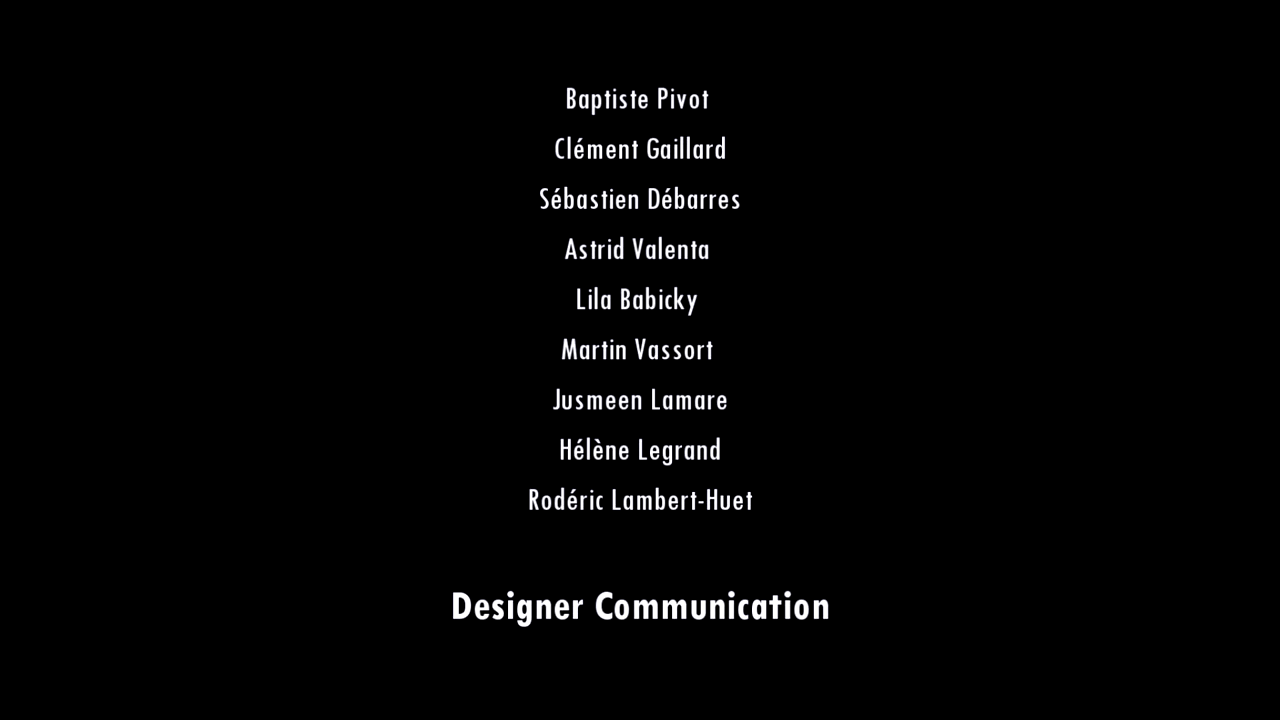 Baptiste Pivot
Clément Gaillard
Sébastien Débarres
Astrid Valenta
Lila Babicky
Martin Vassort
Jusmeen Lamare
Hélène Legrand
Rodéric Lambert-Huet
Designer Communication